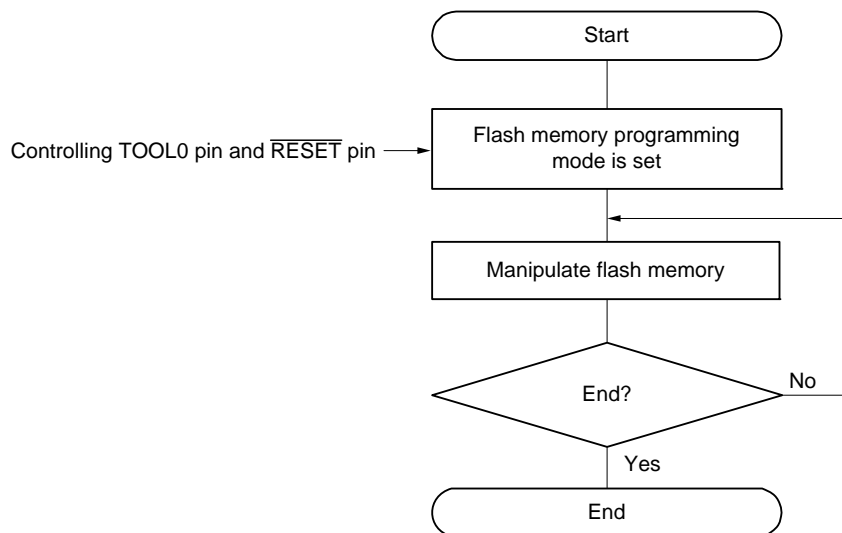 Start
Controlling TOOL0 pin and RESET pin
Flash memory programming
mode is set
Manipulate flash memory
End?
No
Yes
End